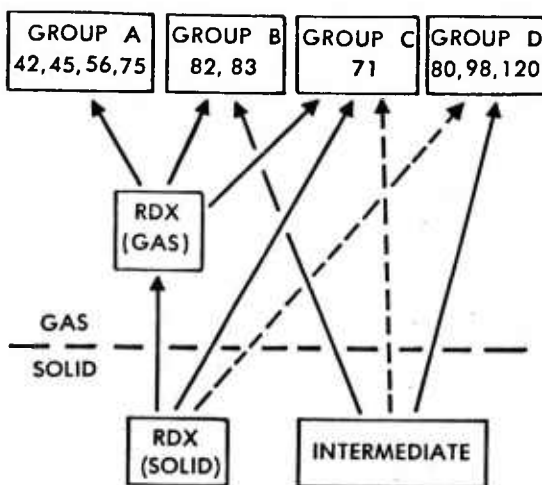 GROUP A
42, 45, 56, 75
GROUP B
82, 83
GROUP C
71
GROUP D
80, 98, 120
RDX
(GAS)
GAS
SOLID
RDX
(SOLID)
INTERMEDIATE